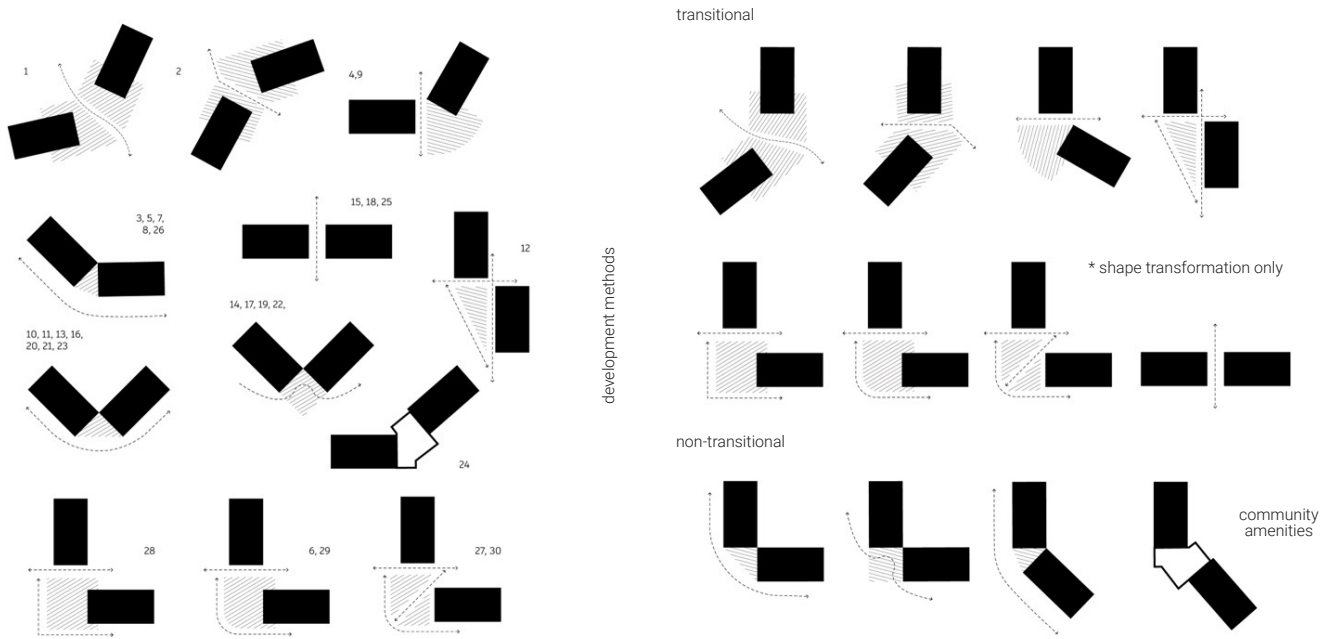 1
2
4,9
3, 5, 7,
8, 26
15, 18, 25
12
10, 11, 13, 16,
20, 21, 23
14, 17, 19, 22,
24
28
6, 29
27, 30
development methods
transitional
* shape transformation only
non-transitional
community
amenities